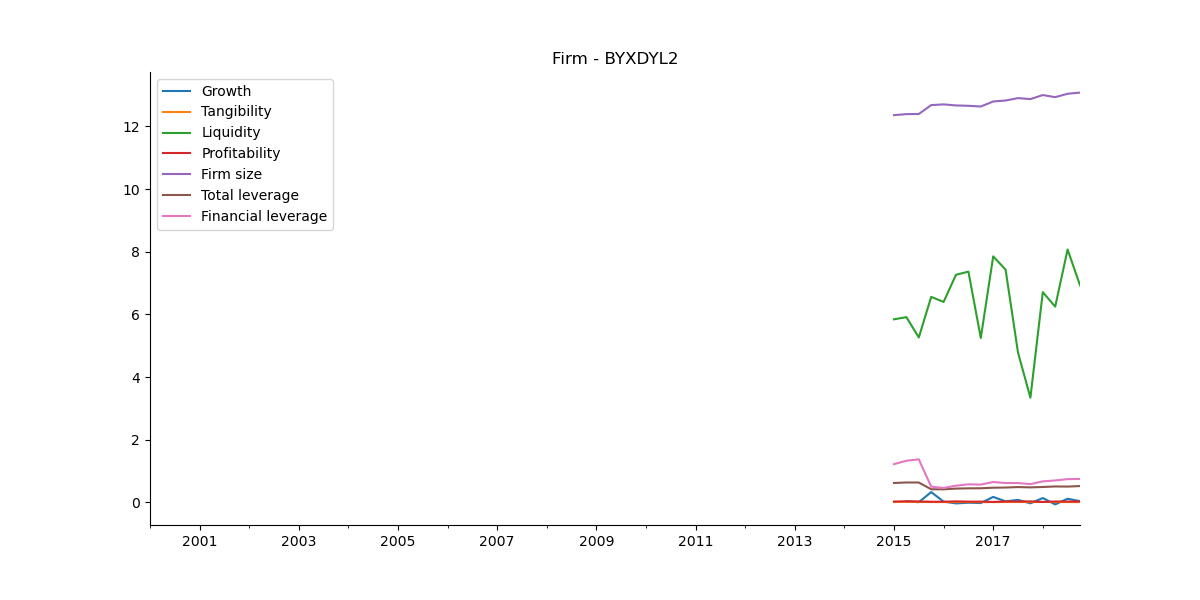 Firm - BYXDYL2
Growth
Tangibility
Liquidity
Profitability
Firm size
Total leverage
Financial leverage
12
10
8
6
4
2
0
2001 2003 2005 2007 2009 2011 2013 2015 2017